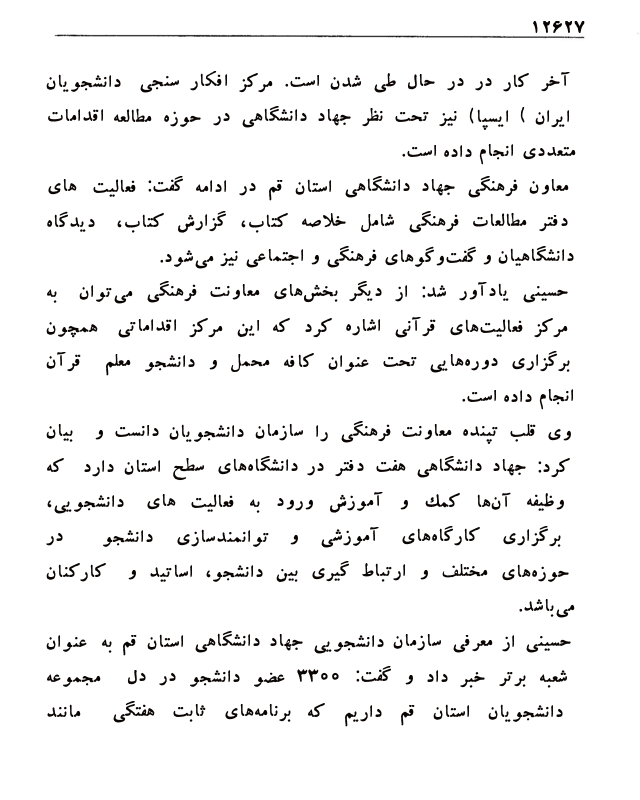 ۱۲۶۲۷
آخر کار در در حال طی شدن است. مرکز افکار سنجی دانشجویان
ایران ) ایسپا) نیز تحت نظر جهاد دانشگاهی در حوزه مطالعه اقدامات
متعددی انجام داده است.
معاون فرهنگی جهاد دانشگاهی استان قم در ادامه گفت: فعالیت های
دفتر مطالعات فرهنگی شامل خلاصه کتاب، گزارش کتاب، دیدگاه
دانشگاهیان و گفت‌وگوهای فرهنگی و اجتماعی نیز می‌شود.
حسینی یادآور شد: از دیگر بخش‌های معاونت فرهنگی می‌توان به
مرکز فعالیت‌های قرآنی اشاره کرد که این مرکز اقداماتی همچون
برگزاری دوره‌هایی تحت عنوان کافه محمل و دانشجو معلم قرآن
انجام داده است.
وی قلب تپنده معاونت فرهنگی را سازمان دانشجویان دانست و بیان
کرد: جهاد دانشگاهی هفت دفتر در دانشگاه‌های سطح استان دارد که
وظیفه آن‌ها کمك و آموزش ورود به فعالیت های دانشجویی،
برگزاری کارگاه‌های آموزشی و توانمندسازی دانشجو در
حوزه‌های مختلف و ارتباط گیری بین دانشجو، اساتید و کارکنان
می‌باشد.
حسینی از معرفی سازمان دانشجویی جهاد دانشگاهی استان قم به عنوان
شعبه برتر خبر داد و گفت: ۳۳۰۰ عضو دانشجو در دل مجموعه
دانشجویان استان قم داریم که برنامه‌های ثابت هفتگی مانند